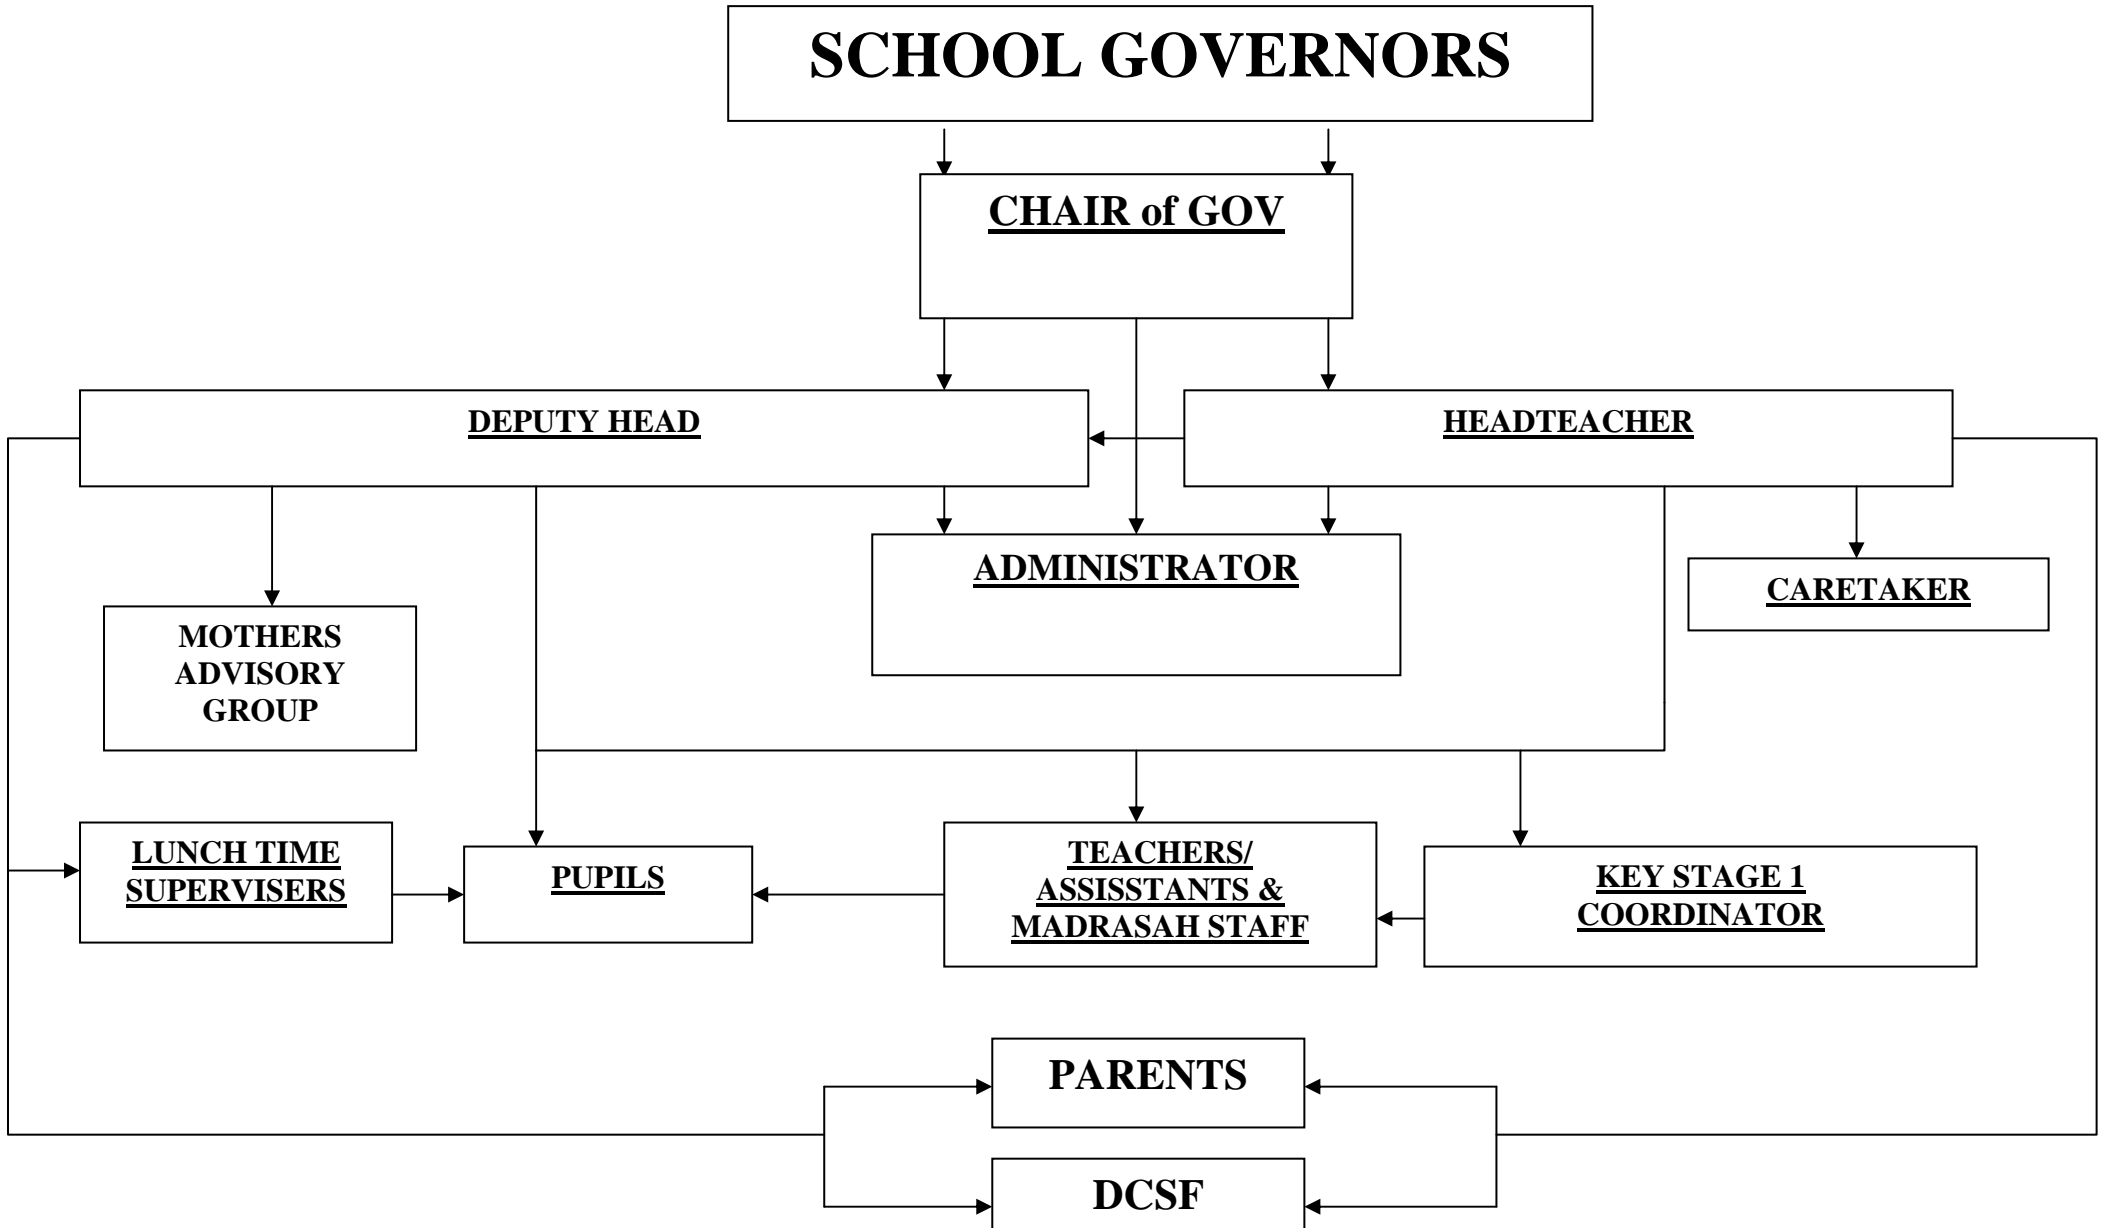 SCHOOL GOVERNORS
CHAIR of GOV
DEPUTY HEAD
HEADTEACHER
ADMINISTRATOR
CARETAKER
MOTHERS
ADVISORY
GROUP
LUNCH TIME
SUPERVISERS
PUPILS
TEACHERS/
ASSISSTANTS &
MADRASAH STAFF
KEY STAGE 1
COORDINATOR
PARENTS
DCSF